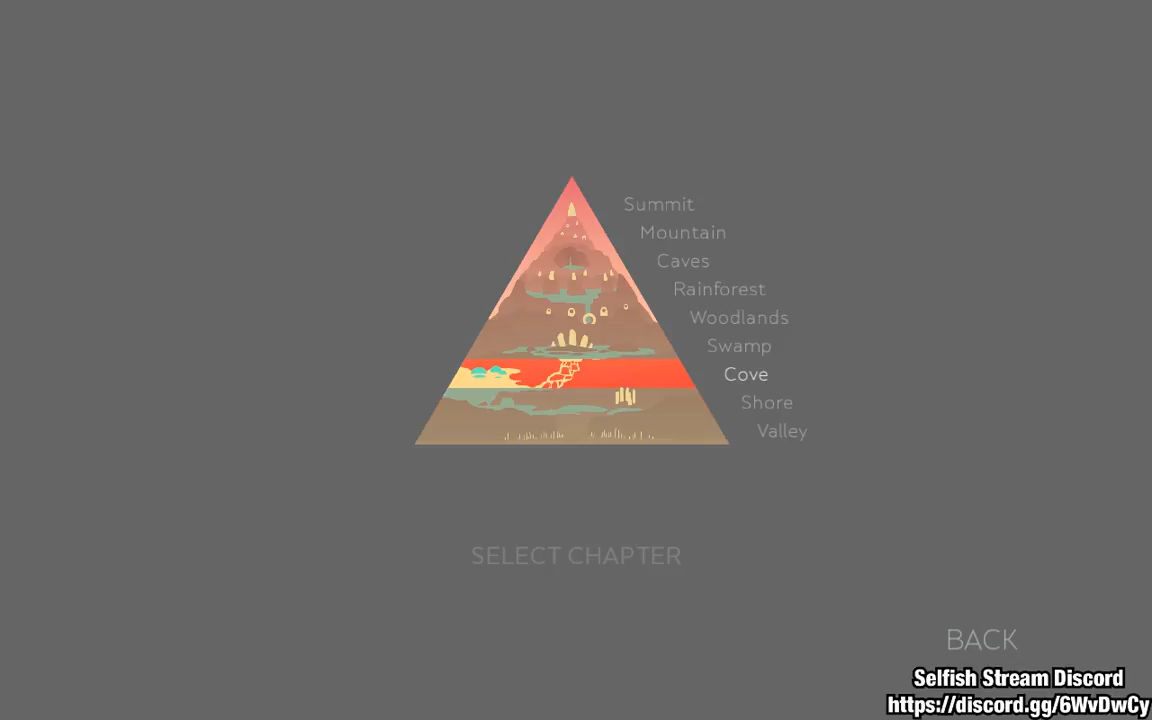 Summit
Mountain
Caves
Rainforest
Woodlands
Swamp
Cove
Shore
Valley
SELECT CHAPTER
BACK
Selfish Stream Discord
https://discord.gg/6WvDwCy